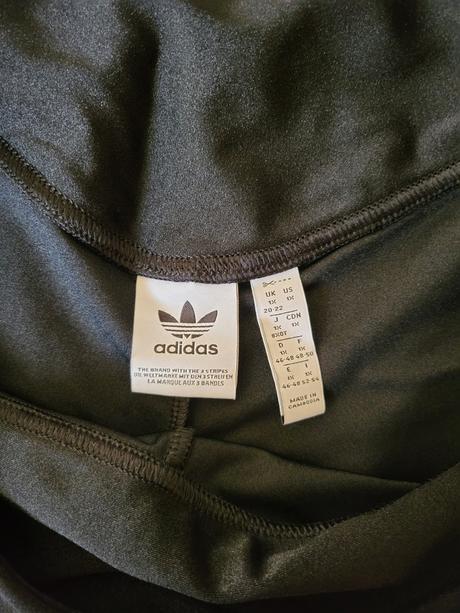 adidas
THE BRAND WITH THE 3 STRIPES
DIE WELTMARKE MIT DEN 3 STREIFEN
LA MARQUE AUX 3 BANDES
UK US
1X 1X
20-22
J CDN
1X
D F
1X 1X
46-48 48-50
E I
1X 1X
46-48 52-54
MADE IN
CAMBODIA